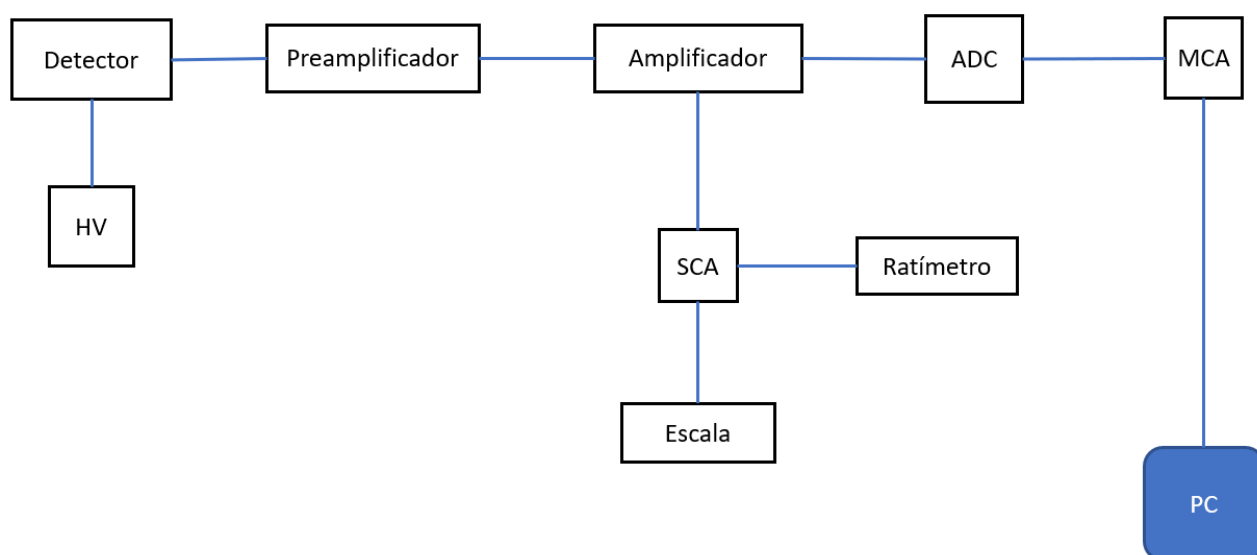 Detector
Preamplificador
Amplificador
ADC
MCA
HV
SCA
Ratímetro
Escala
PC